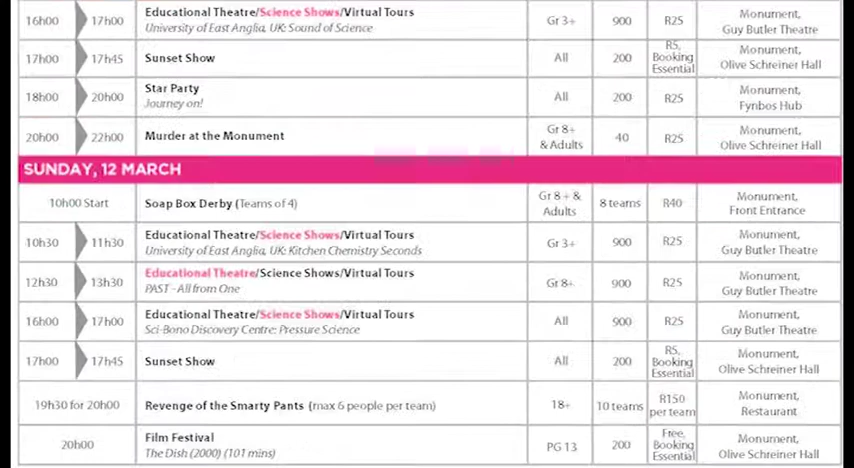 16h00 17h00 Educational Theatre/Science Shows/Virtual Tours Gr 3+ 900 R25 Monument,
University of East Anglia, UK: Sound of Science Guy Butler Theatre
17h00 17h45 Sunset Show All 200 R5, Booking Essential Monument,
Olive Schreiner Hall
18h00 20h00 Star Party All 200 R25 Monument,
Journey on! Fynbos Hub
20h00 22h00 Murder at the Monument Gr 8+ & Adults 40 R25 Monument,
Olive Schreiner Hall
SUNDAY, 12 MARCH
10h00 Start Soap Box Derby (Teams of 4) Gr 8 + & Adults 8 teams R40 Monument,
Front Entrance
10h30 11h30 Educational Theatre/Science Shows/Virtual Tours Gr 3+ 900 R25 Monument,
University of East Anglia, UK: Kitchen Chemistry Seconds Guy Butler Theatre
12h30 13h30 Educational Theatre/Science Shows/Virtual Tours Gr 8+ 900 R25 Monument,
PAST - All from One Guy Butler Theatre
16h00 17h00 Educational Theatre/Science Shows/Virtual Tours All 900 R25 Monument,
Sci-Bono Discovery Centre: Pressure Science Guy Butler Theatre
17h00 17h45 Sunset Show All 200 R5, Booking Essential Monument,
Olive Schreiner Hall
19h30 for 20h00 Revenge of the Smarty Pants (max 6 people per team) 18+ 10 teams R150 per team Monument,
Restaurant
20h00 Film Festival PG 13 200 Free, Booking Essential Monument,
The Dish (2000) (101 mins) Olive Schreiner Hall